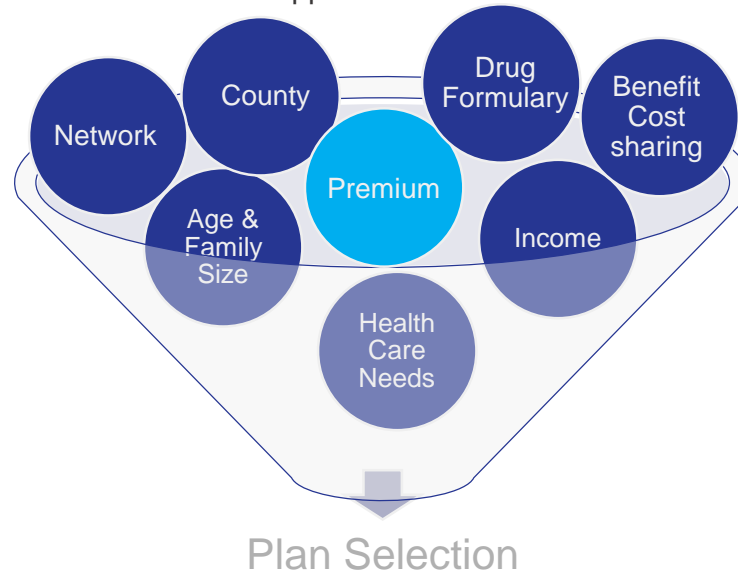 County
Drug
Formulary
Benefit
Cost
sharing
Network
Premium
Age &
Family
Size
Income
Health
Care
Needs
Plan Selection